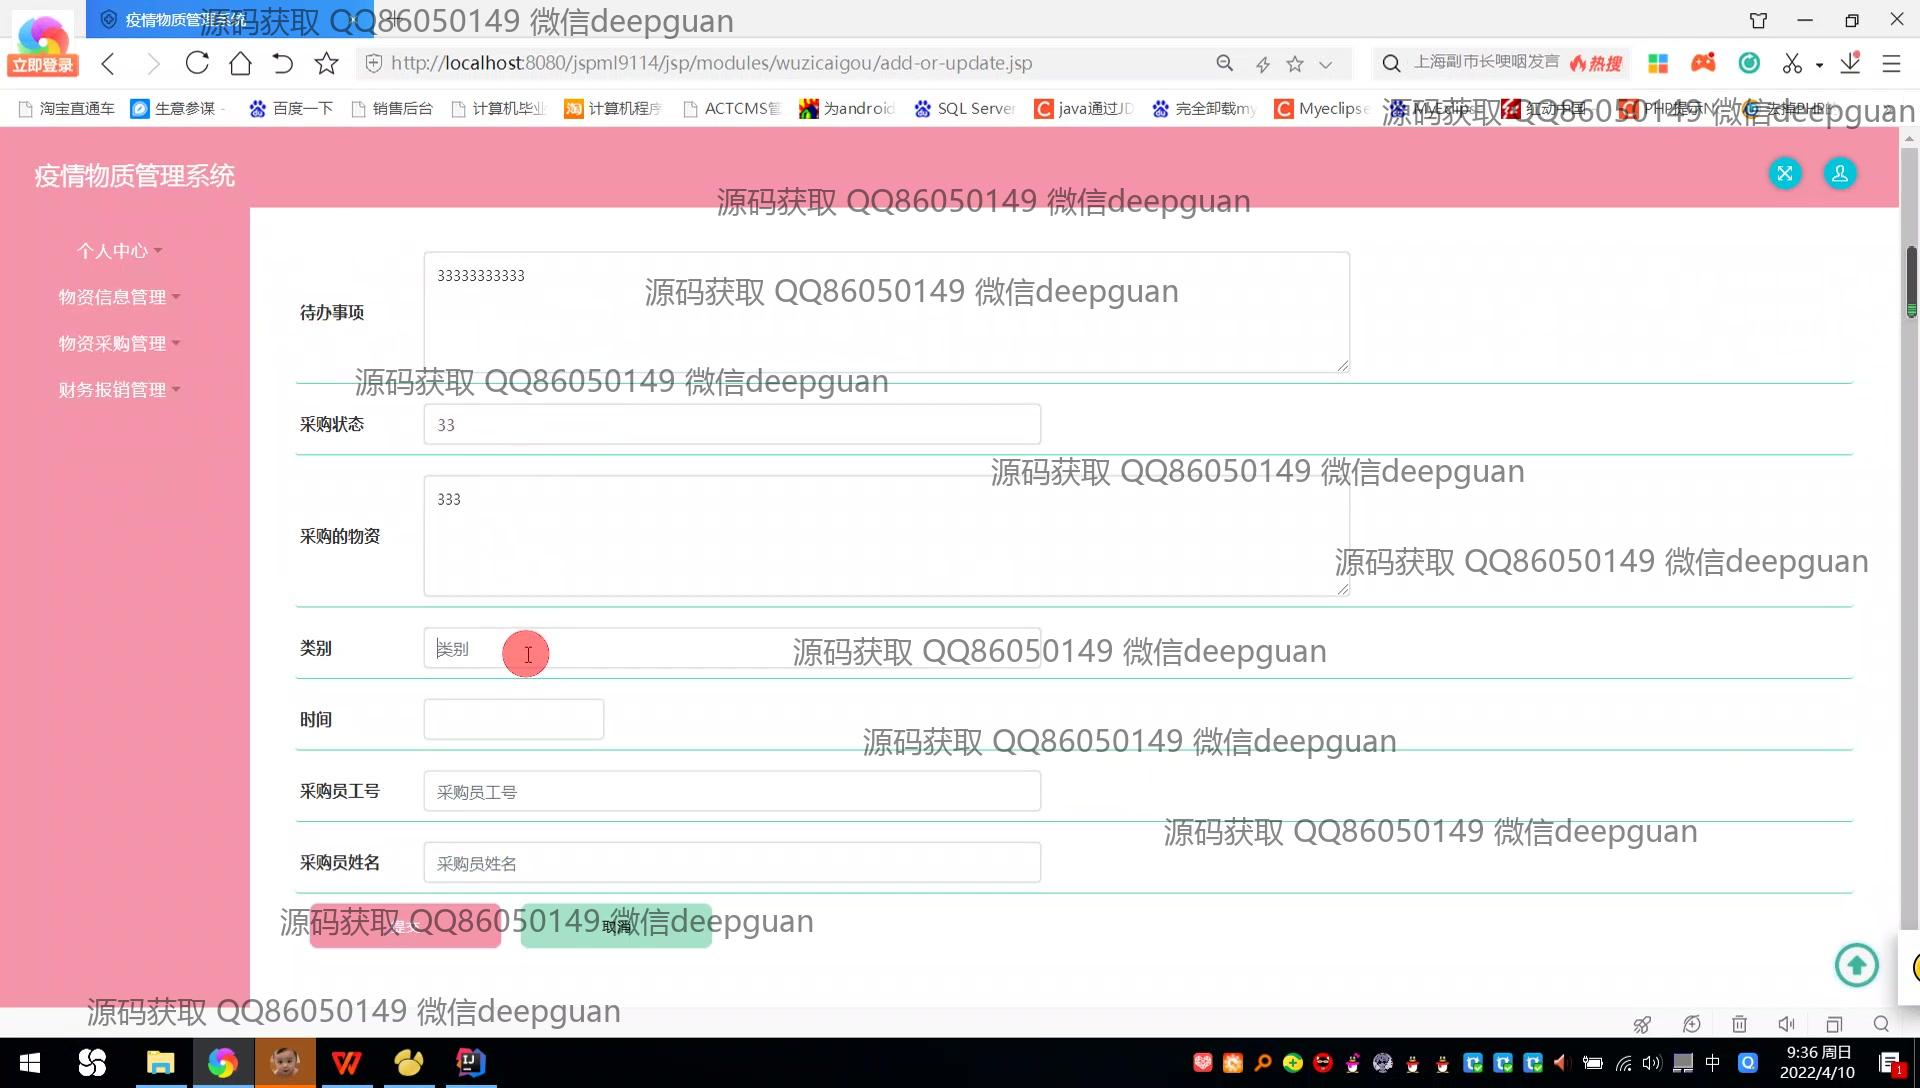 疫情物质管理系统
源码获取 QQ86050149 微信deepguan
立即登录
http://localhost:8080/jspml9114/jsp/modules/wuzicaigou/add-or-update.jsp
上海副市长哽咽发言 热搜
淘宝直通车 生意参谋 - 百度一下 销售后台 计算机毕业 计算机程序 ACTCMS管 为android java通过JD SQL Server 完全卸载my Myeclipse
源码获取 QQ86050149 微信deepguan
疫情物质管理系统
源码获取 QQ86050149 微信deepguan
个人中心
物资信息管理
物资采购管理
财务报销管理
待办事项
33333333333
源码获取 QQ86050149 微信deepguan
源码获取 QQ86050149 微信deepguan
采购状态
33
源码获取 QQ86050149 微信deepguan
采购的物资
333
源码获取 QQ86050149 微信deepguan
类别
类别
源码获取 QQ86050149 微信deepguan
时间
源码获取 QQ86050149 微信deepguan
采购员工号
采购员工号
源码获取 QQ86050149 微信deepguan
采购员姓名
采购员姓名
提交
取消
源码获取 QQ86050149 微信deepguan
源码获取 QQ86050149 微信deepguan
中
9:36 周日
2022/4/10
1